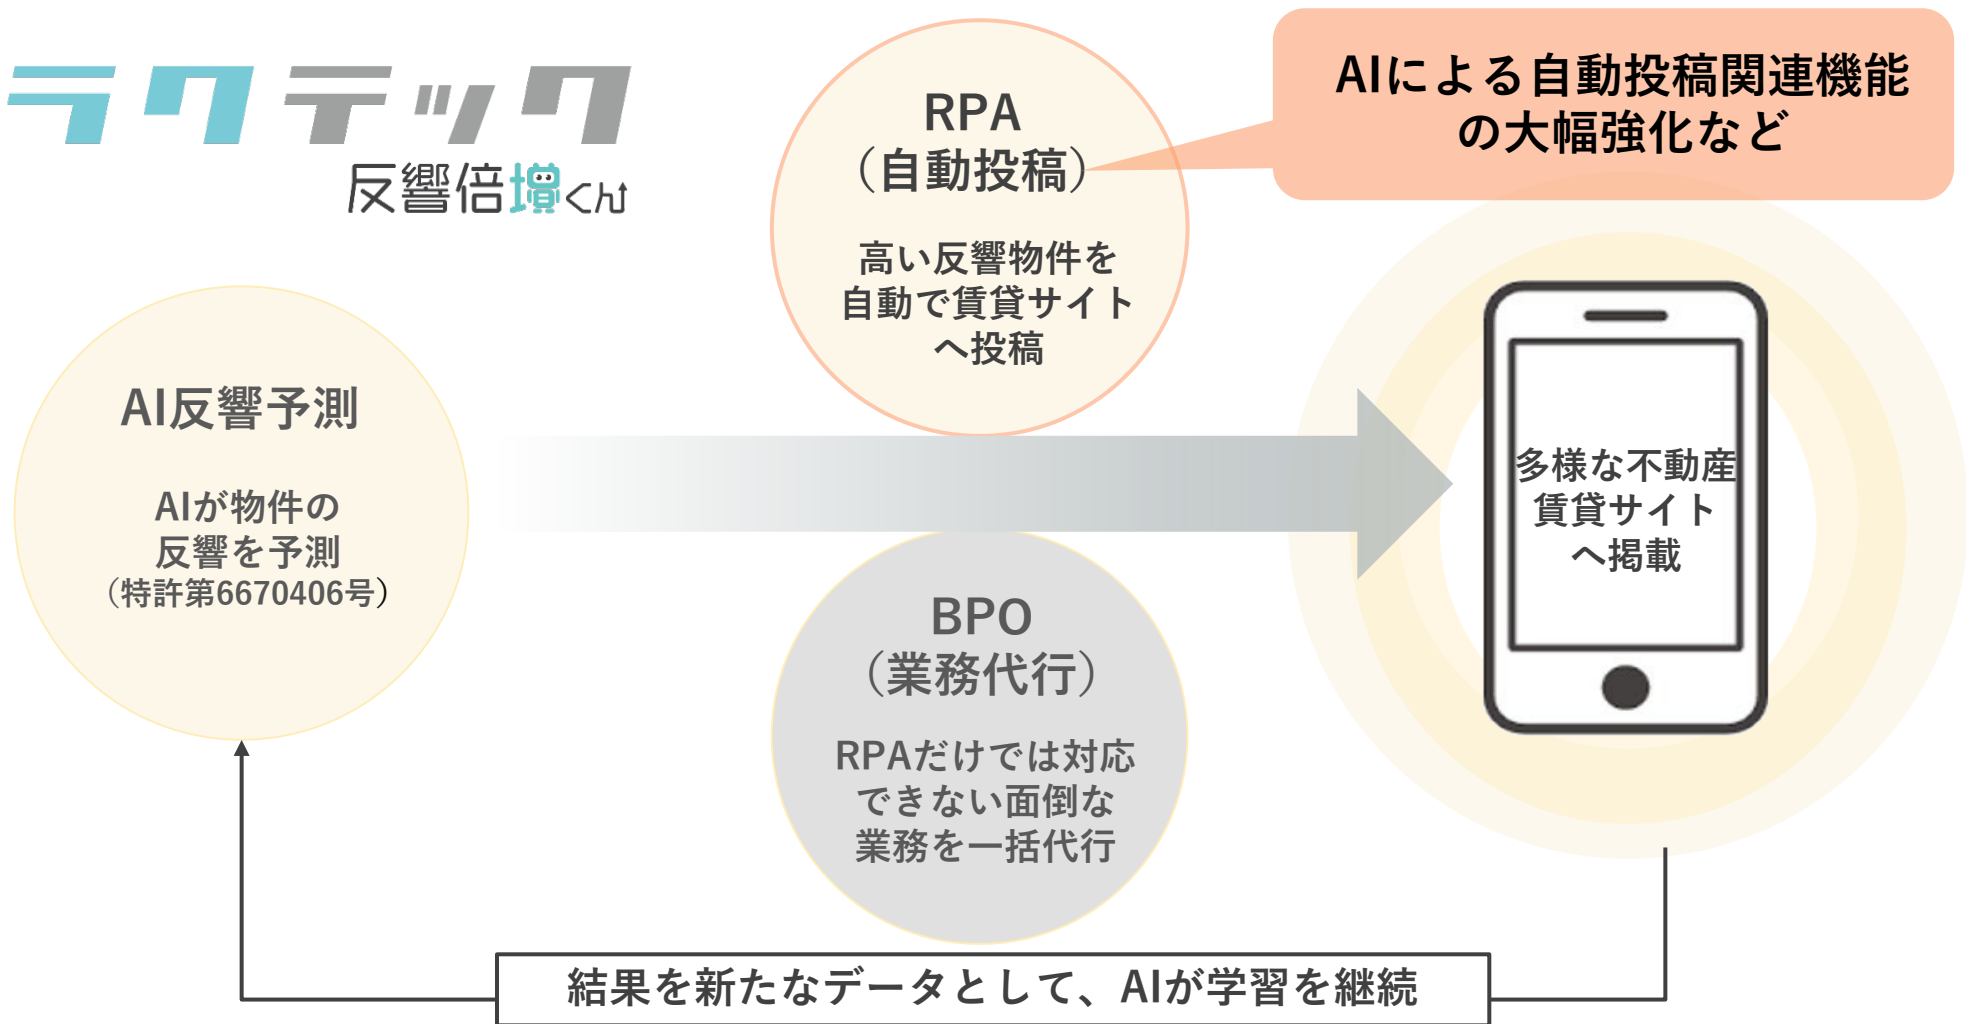 ラクテック
反響倍増くん
RPA
（自動投稿）
高い反響物件を
自動で賃貸サイト
へ投稿
AIによる自動投稿関連機能
の大幅強化など
AI反響予測
AIが物件の
反響を予測
（特許第6670406号）
多様な不動産
賃貸サイト
へ掲載
BPO
（業務代行）
RPAだけでは対応
できない面倒な
業務を一括代行
結果を新たなデータとして、AIが学習を継続